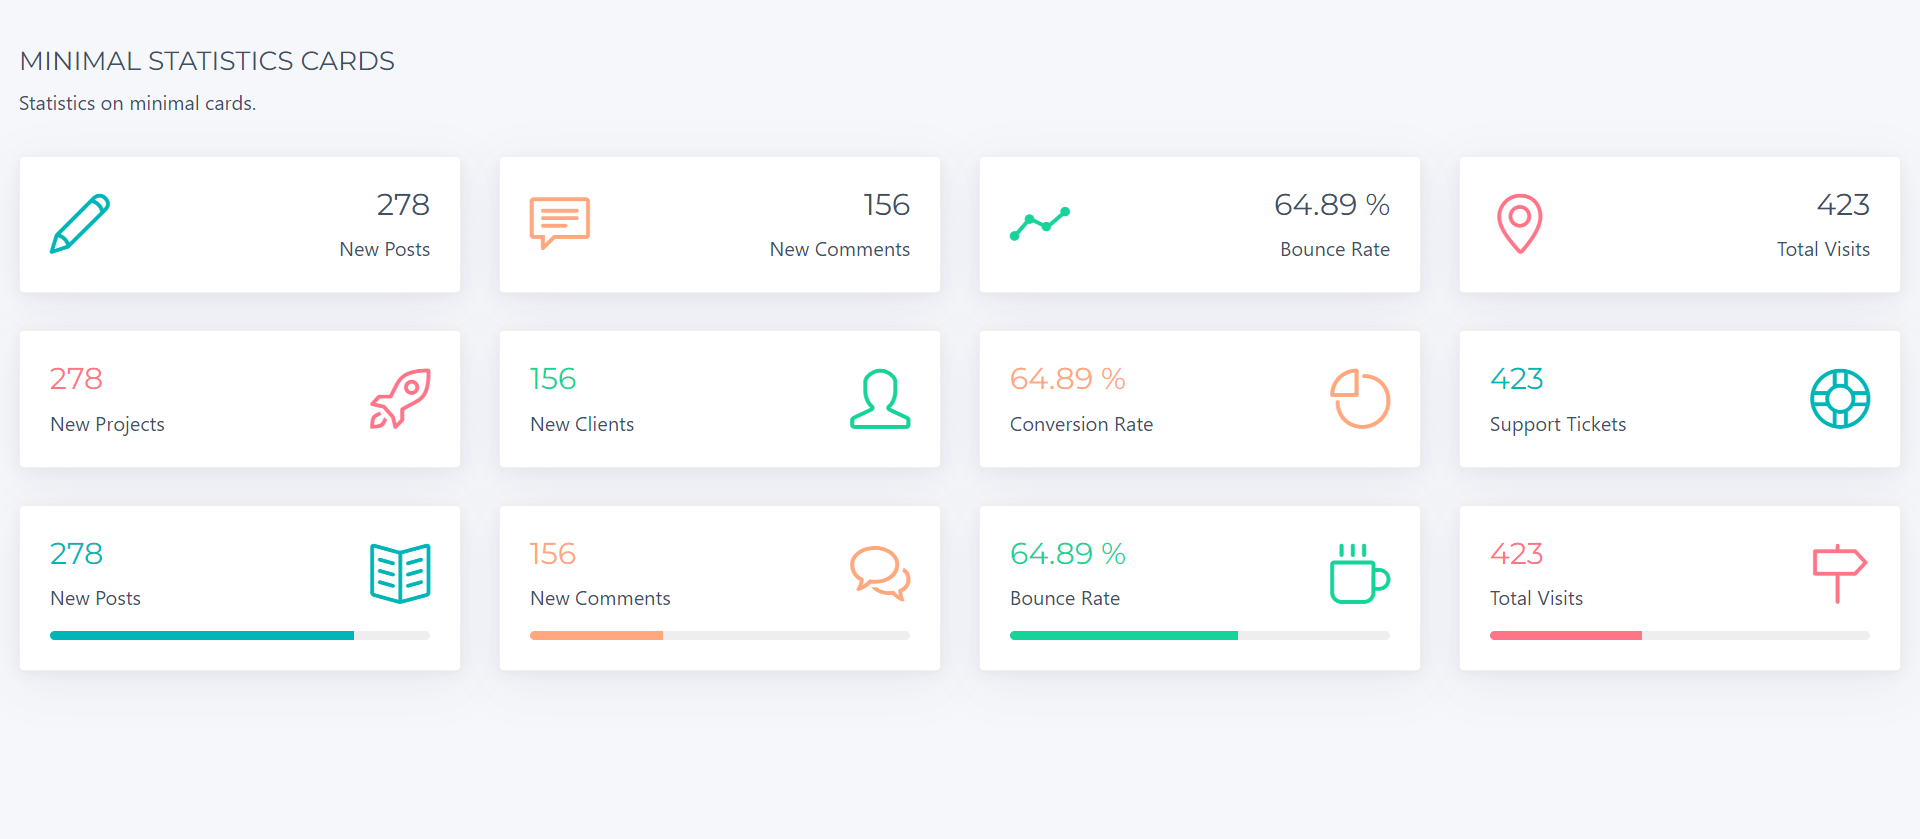 MINIMAL STATISTICS CARDS
Statistics on minimal cards.
278
New Posts
156
New Comments
64.89 %
Bounce Rate
423
Total Visits
278
New Projects
156
New Clients
64.89 %
Conversion Rate
423
Support Tickets
278
New Posts
156
New Comments
64.89 %
Bounce Rate
423
Total Visits